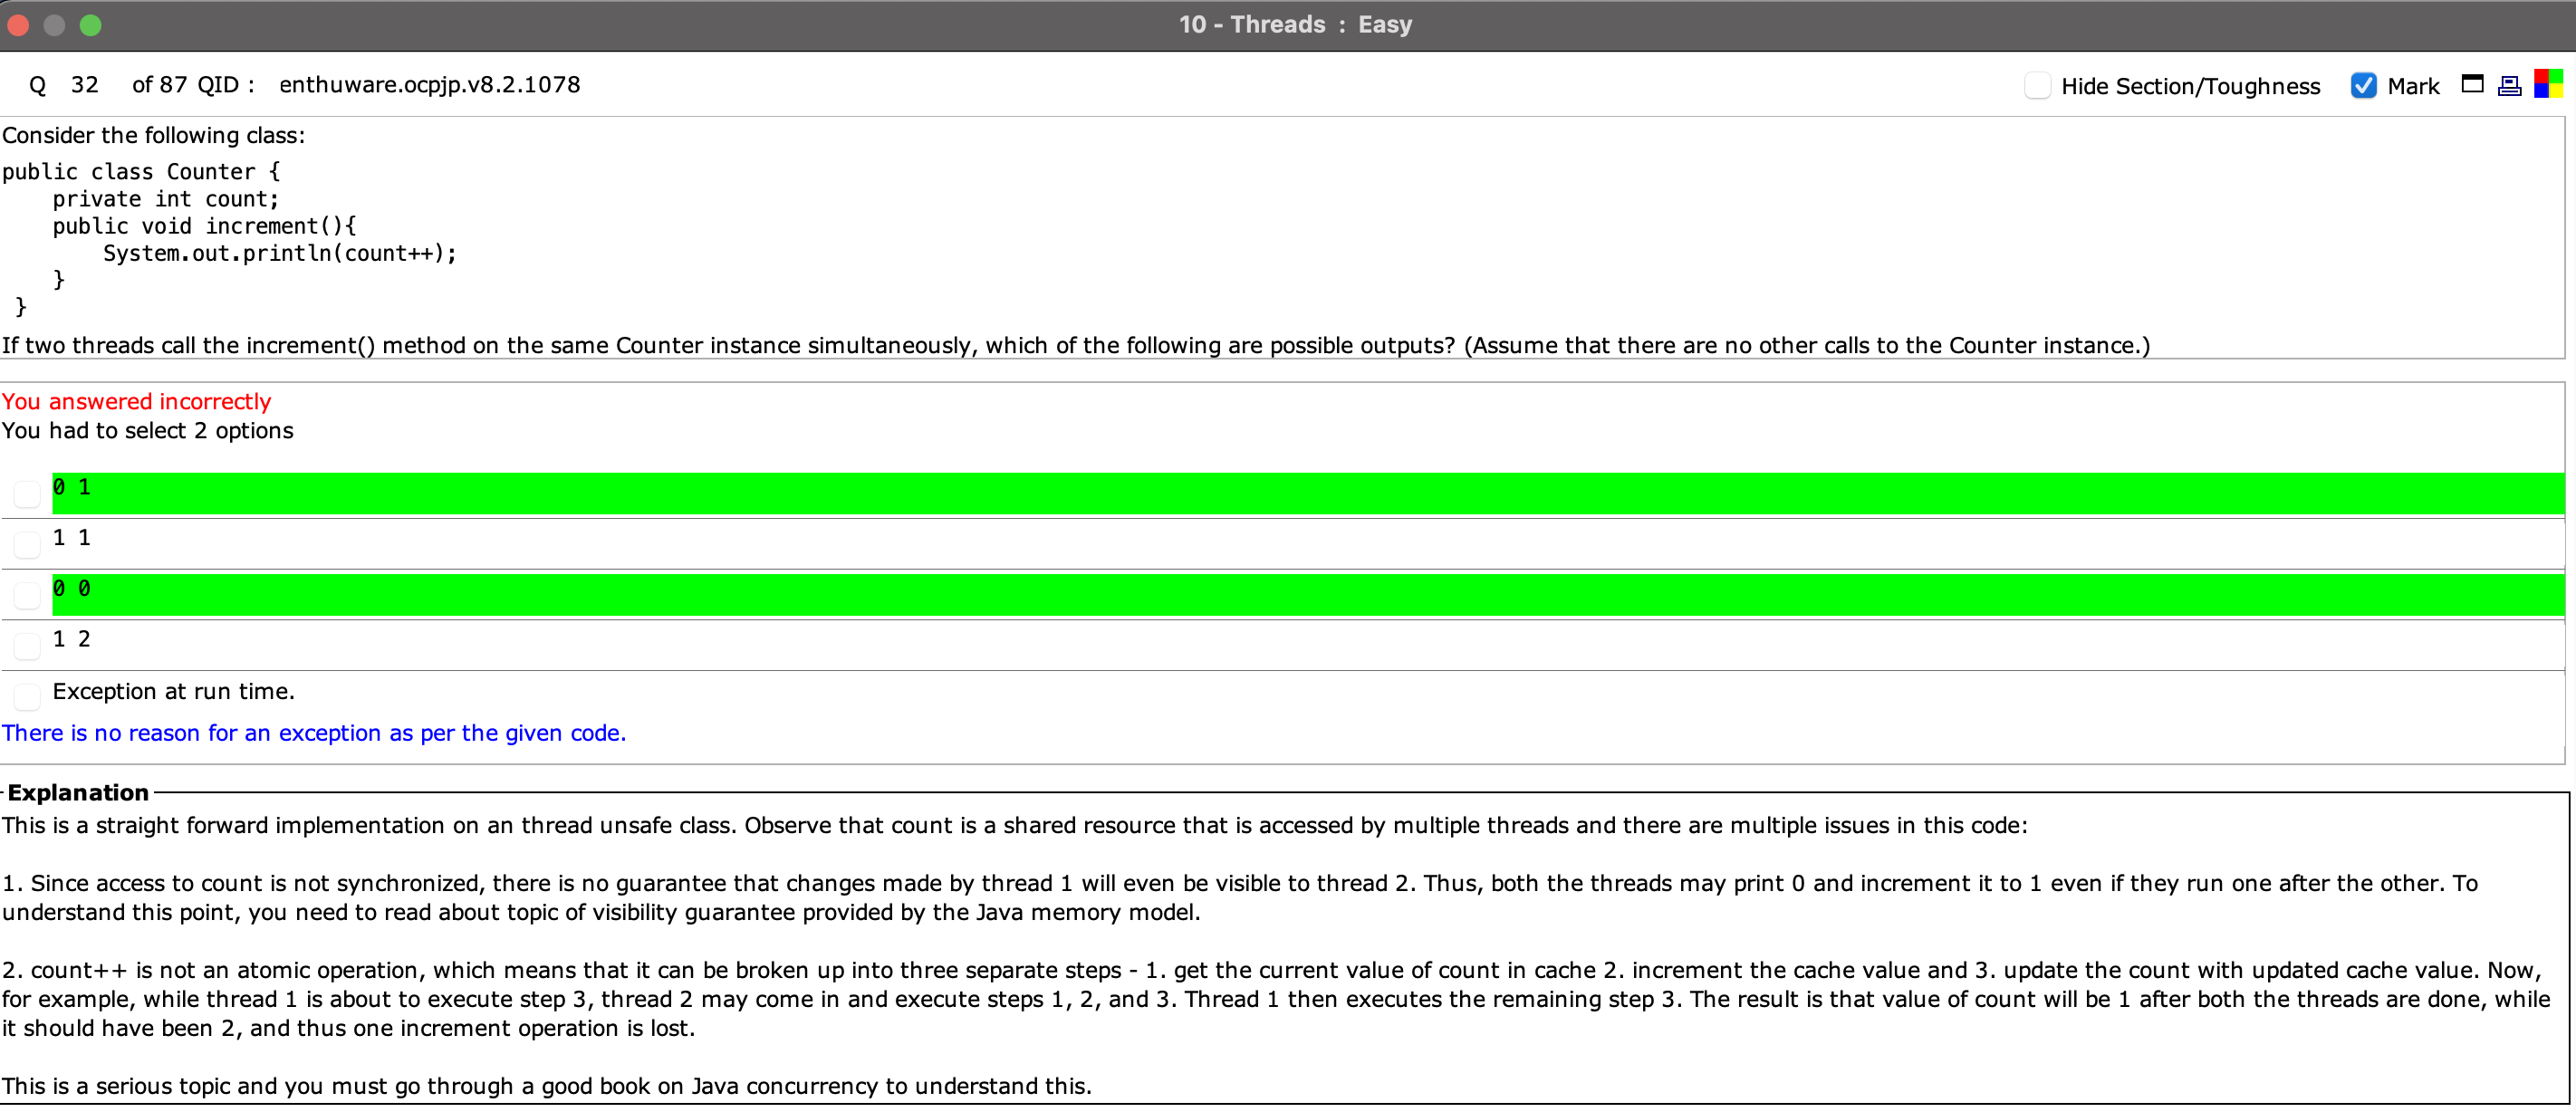 10 - Threads : Easy
Q 32 of 87 QID : enthuware.ocpjp.v8.2.1078 Hide Section/Toughness Mark
Consider the following class:
public class Counter {
    private int count;
    public void increment(){
        System.out.println(count++);
    }
 }
If two threads call the increment() method on the same Counter instance simultaneously, which of the following are possible outputs? (Assume that there are no other calls to the Counter instance.)
You answered incorrectly
You had to select 2 options
0 1
1 1
0 0
1 2
Exception at run time.
There is no reason for an exception as per the given code.
Explanation
This is a straight forward implementation on an thread unsafe class. Observe that count is a shared resource that is accessed by multiple threads and there are multiple issues in this code:
1. Since access to count is not synchronized, there is no guarantee that changes made by thread 1 will even be visible to thread 2. Thus, both the threads may print 0 and increment it to 1 even if they run one after the other. To
understand this point, you need to read about topic of visibility guarantee provided by the Java memory model.
2. count++ is not an atomic operation, which means that it can be broken up into three separate steps - 1. get the current value of count in cache 2. increment the cache value and 3. update the count with updated cache value. Now,
for example, while thread 1 is about to execute step 3, thread 2 may come in and execute steps 1, 2, and 3. Thread 1 then executes the remaining step 3. The result is that value of count will be 1 after both the threads are done, while
it should have been 2, and thus one increment operation is lost.
This is a serious topic and you must go through a good book on Java concurrency to understand this.